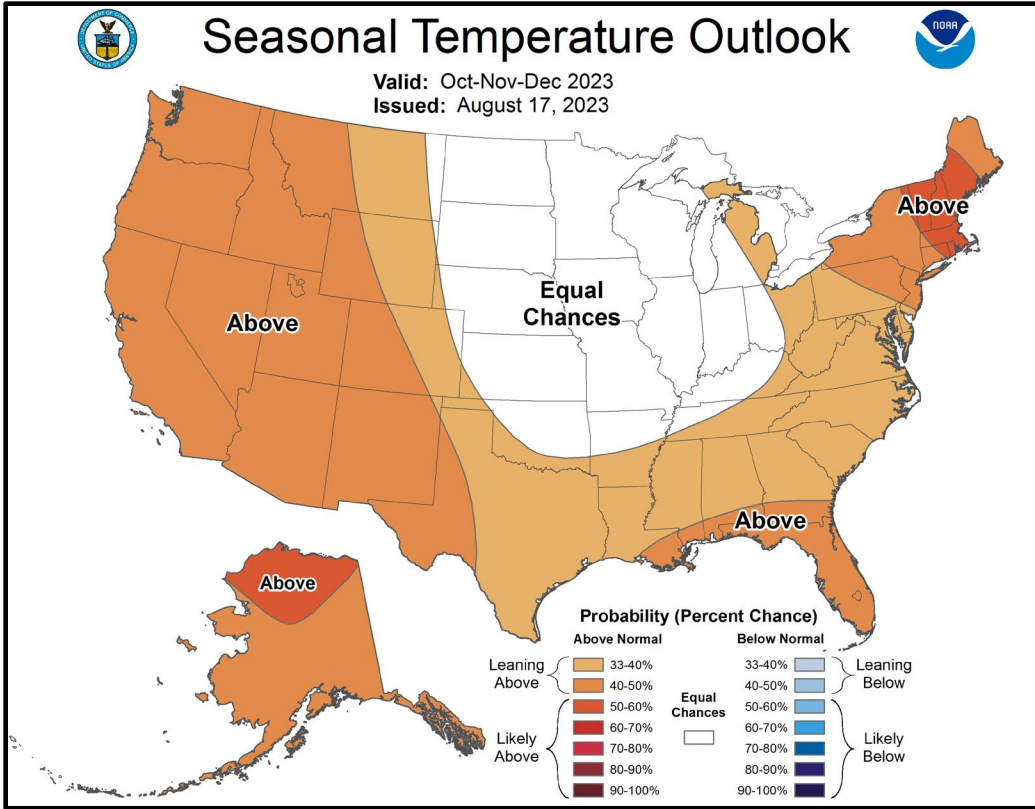 Seasonal Temperature Outlook
NOAA
Valid: Oct-Nov-Dec 2023
Issued: August 17, 2023
Above
Equal
Chances
Above
Above
Above
Probability (Percent Chance)
Above Normal
Below Normal
Leaning
Above
33-40%
40-50%
Likely
Above
50-60%
60-70%
70-80%
80-90%
90-100%
Equal
Chances
33-40%
40-50%
Leaning
Below
50-60%
60-70%
70-80%
80-90%
90-100%
Likely
Below